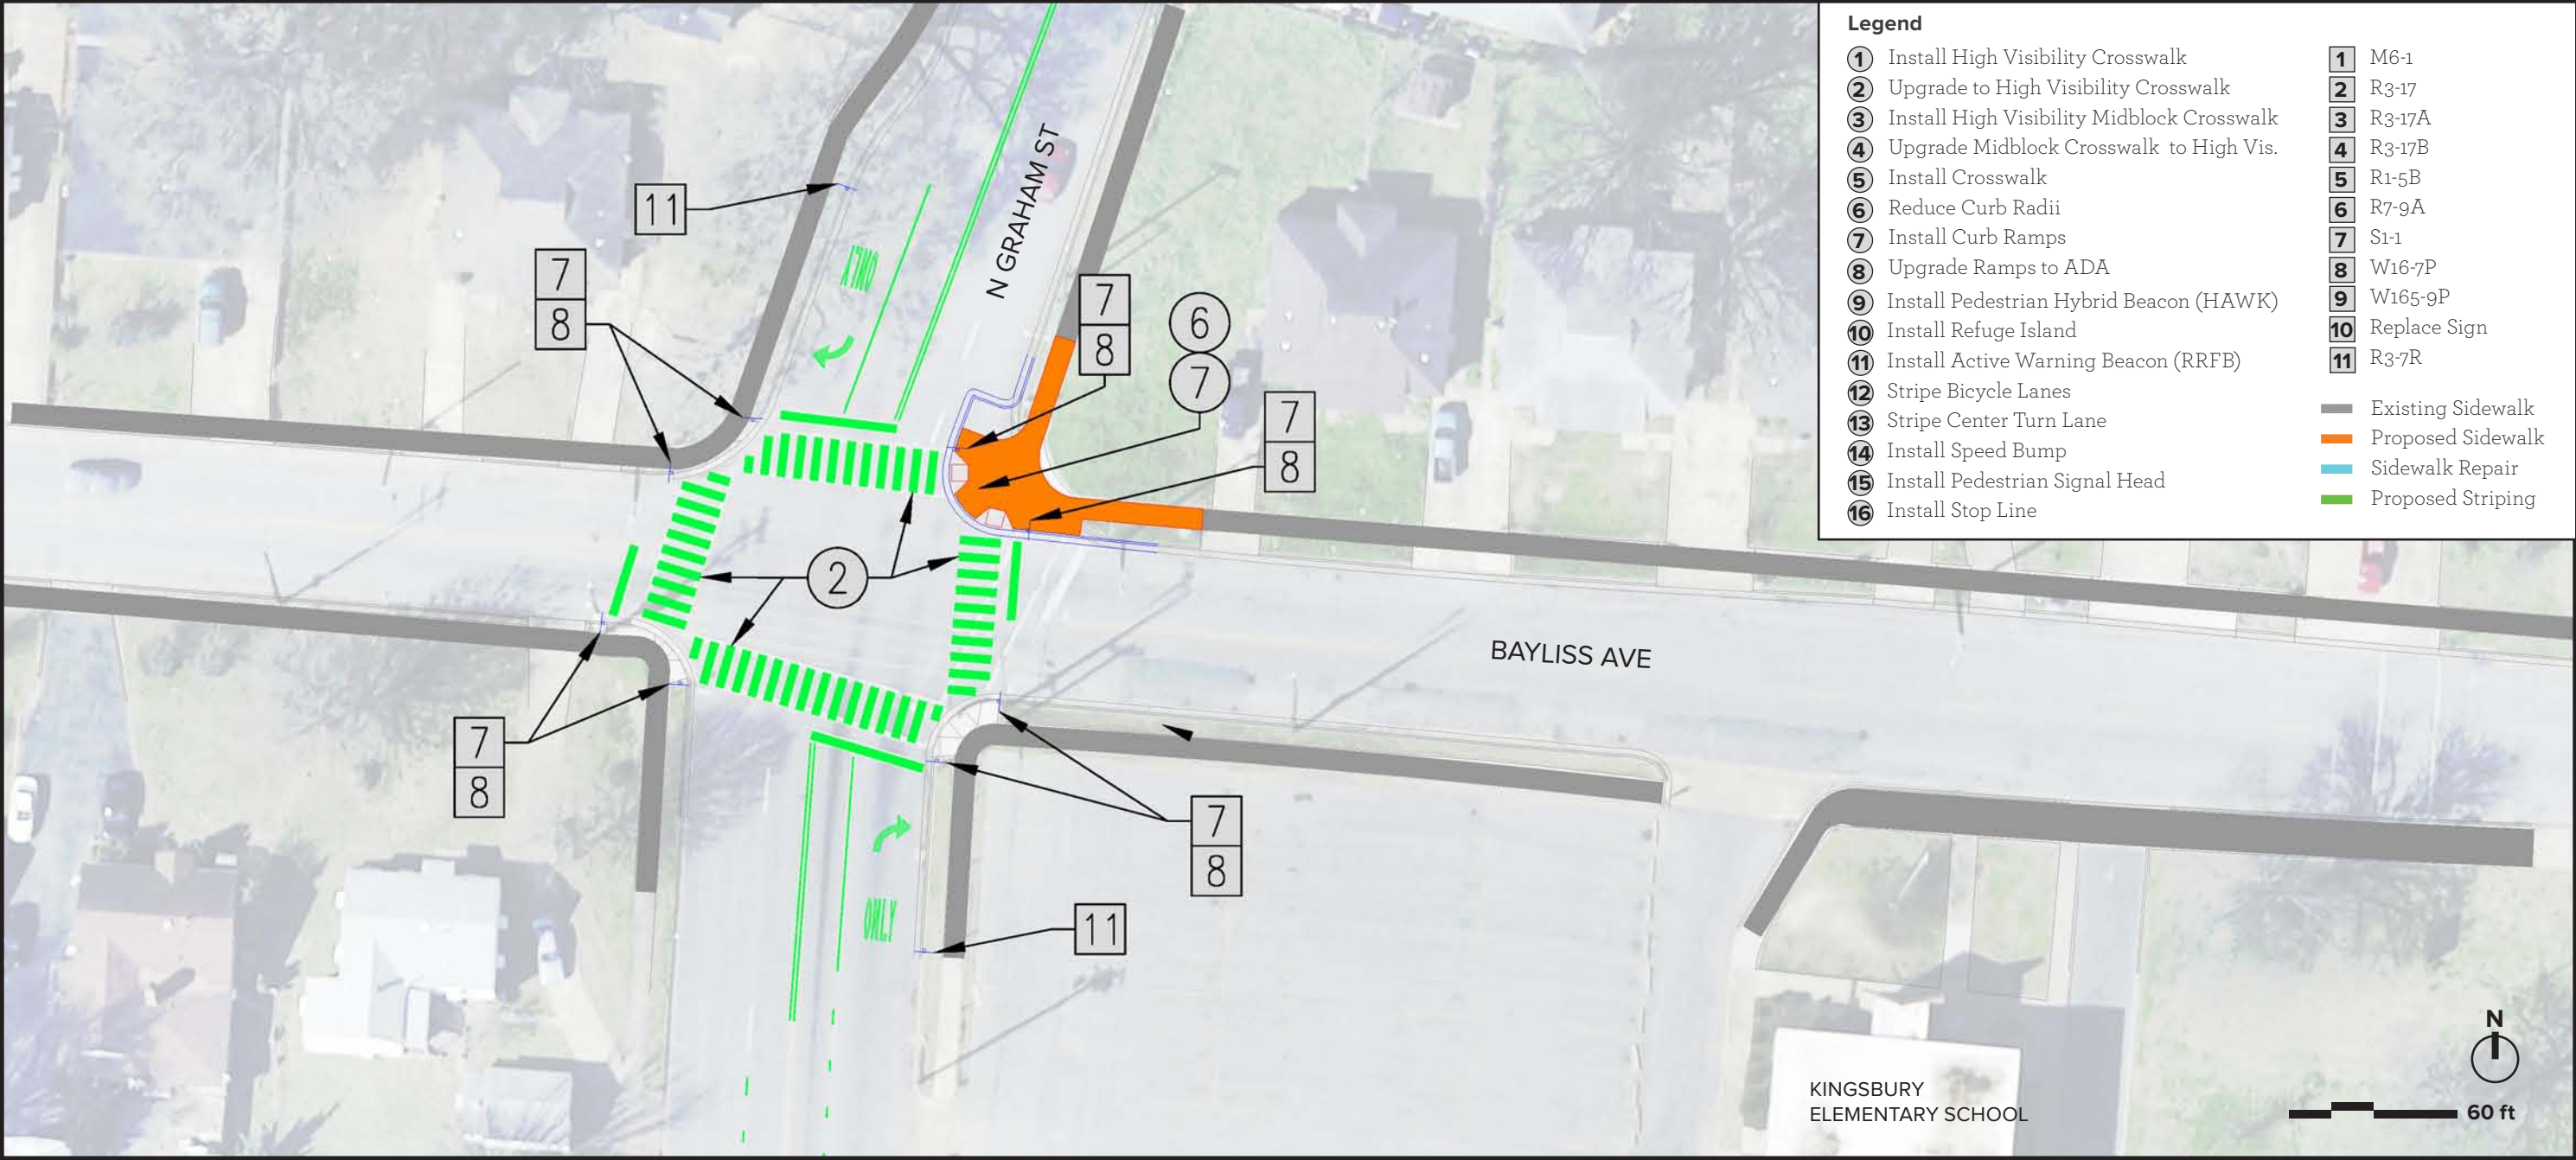 Legend
1 Install High Visibility Crosswalk
2 Upgrade to High Visibility Crosswalk
3 Install High Visibility Midblock Crosswalk
4 Upgrade Midblock Crosswalk to High Vis.
5 Install Crosswalk
6 Reduce Curb Radii
7 Install Curb Ramps
8 Upgrade Ramps to ADA
9 Install Pedestrian Hybrid Beacon (HAWK)
10 Install Refuge Island
11 Install Active Warning Beacon (RRFB)
12 Stripe Bicycle Lanes
13 Stripe Center Turn Lane
14 Install Speed Bump
15 Install Pedestrian Signal Head
16 Install Stop Line
1 M6-1
2 R3-17
3 R3-17A
4 R3-17B
5 R1-5B
6 R7-9A
7 S1-1
8 W16-7P
9 W165-9P
10 Replace Sign
11 R3-7R
Existing Sidewalk
Proposed Sidewalk
Sidewalk Repair
Proposed Striping
N GRAHAM ST
11
ONLY
7
8
7
8
6
7
7
8
2
BAYLISS AVE
7
8
7
8
ONLY
11
KINGSBURY
ELEMENTARY SCHOOL
N
60 ft